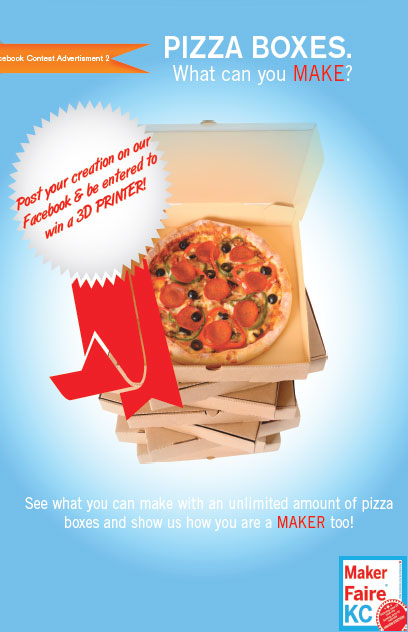 cebook Contest Advertisment 2
PIZZA BOXES.
What can you MAKE?
Post your creation on our
Facebook & be entered to
win a 3D PRINTER!
See what you can make with an unlimited amount of pizza
boxes and show us how you are a MAKER too!
Maker
Faire
KC